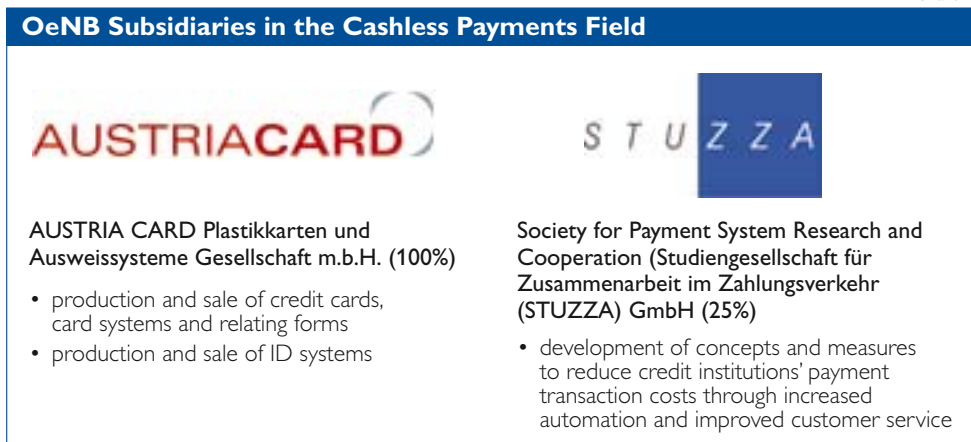 OeNB Subsidiaries in the Cashless Payments Field
AUSTRIACARD
AUSTRIA CARD Plastikkarten und
Ausweissysteme Gesellschaft m.b.H. (100%)
• production and sale of credit cards,
card systems and relating forms
• production and sale of ID systems
STUZZA
Society for Payment System Research and
Cooperation (Studiengesellschaft für
Zusammenarbeit im Zahlungsverkehr
(STUZZA) GmbH (25%)
• development of concepts and measures
to reduce credit institutions’ payment
transaction costs through increased
automation and improved customer service